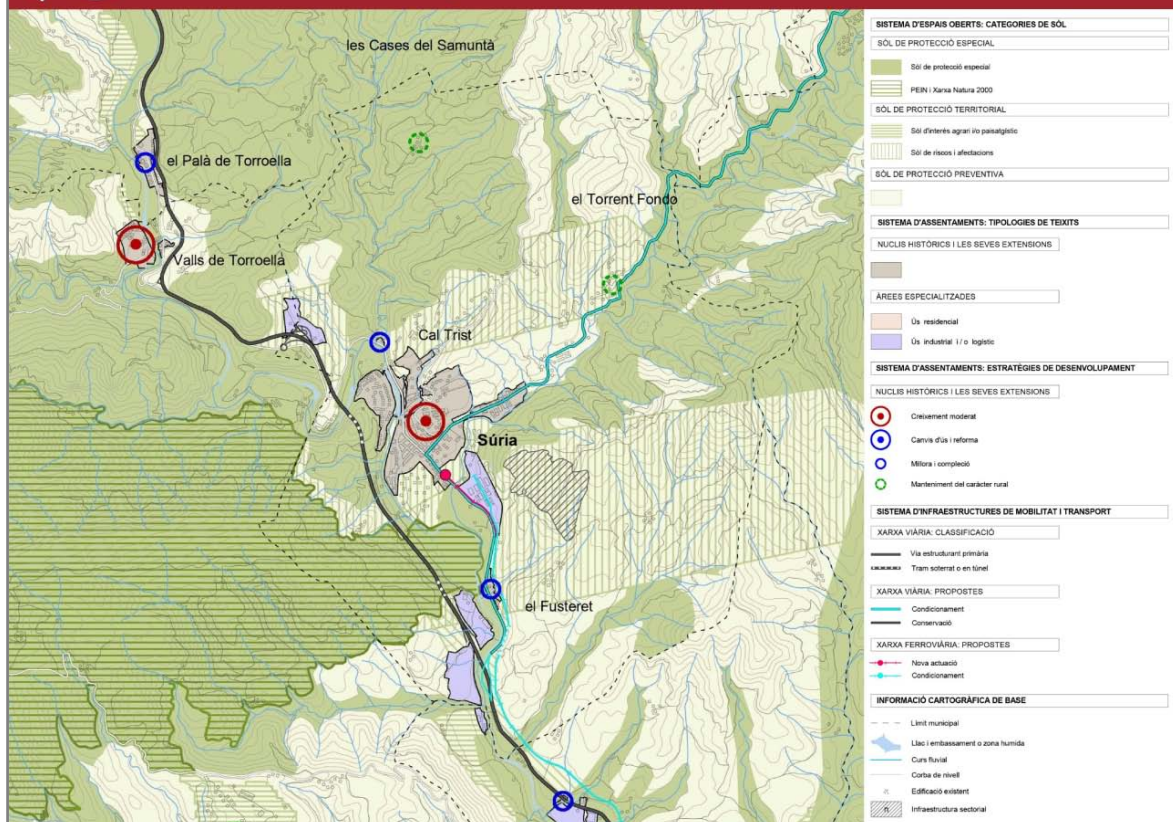 les Cases del Samuntà
el Palà de Torroella
el Torrent Fondo
Valls de Torroella
Cal Trist
Súria
el Fusteret
SISTEMA D'ESPAIS OBERTS: CATEGORIES DE SÒL
SÒL DE PROTECCIÓ ESPECIAL
Sòl de protecció especial
PEIN i Xarxa Natura 2000
SÒL DE PROTECCIÓ TERRITORIAL
Sòl d'interès agrari i/o paisatgístic
Sòl de riscos i afectacions
SÒL DE PROTECCIÓ PREVENTIVA
SISTEMA D'ASSENTAMENTS: TIPOLOGIES DE TEIXITS
NUCLIS HISTÒRICS I LES SEVES EXTENSIONS
ÀREES ESPECIALITZADES
Ús residencial
Ús industrial i / o logístic
SISTEMA D'ASSENTAMENTS: ESTRATÈGIES DE DESENVOLUPAMENT
NUCLIS HISTÒRICS I LES SEVES EXTENSIONS
Creixement moderat
Canvis d'ús i reforma
Millora i compleció
Manteniment del caràcter rural
SISTEMA D'INFRAESTRUCTURES DE MOBILITAT I TRANSPORT
XARXA VIÀRIA: CLASSIFICACIÓ
Via estructurant primària
Tram soterrat o en túnel
XARXA VIÀRIA: PROPOSTES
Condicionament
Conservació
XARXA FERROVIÀRIA: PROPOSTES
Nova actuació
Condicionament
INFORMACIÓ CARTOGRÀFICA DE BASE
Límit municipal
Llac i embassament o zona humida
Curs fluvial
Corba de nivell
Edificació existent
Infraestructura sectorial